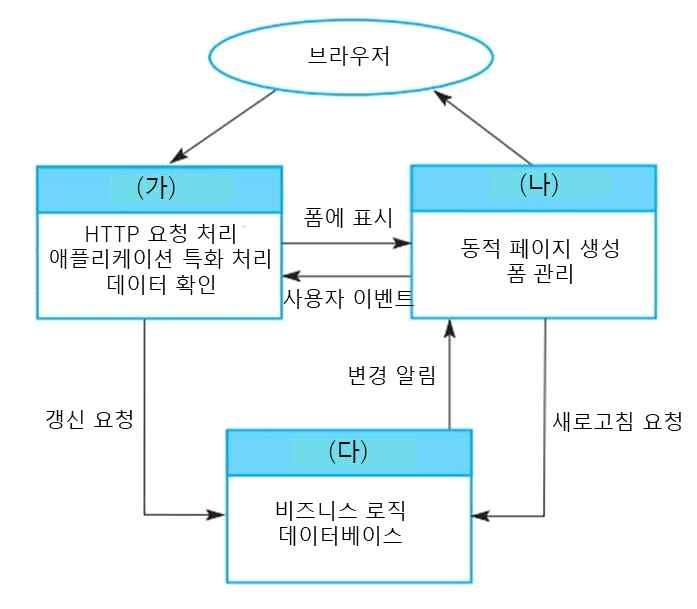 브라우저
(가)
HTTP 요청 처리
애플리케이션 특화 처리
데이터 확인
폼에 표시
사용자 이벤트
(나)
동적 페이지 생성
폼 관리
갱신 요청
변경 알림
새로고침 요청
(다)
비즈니스 로직
데이터베이스